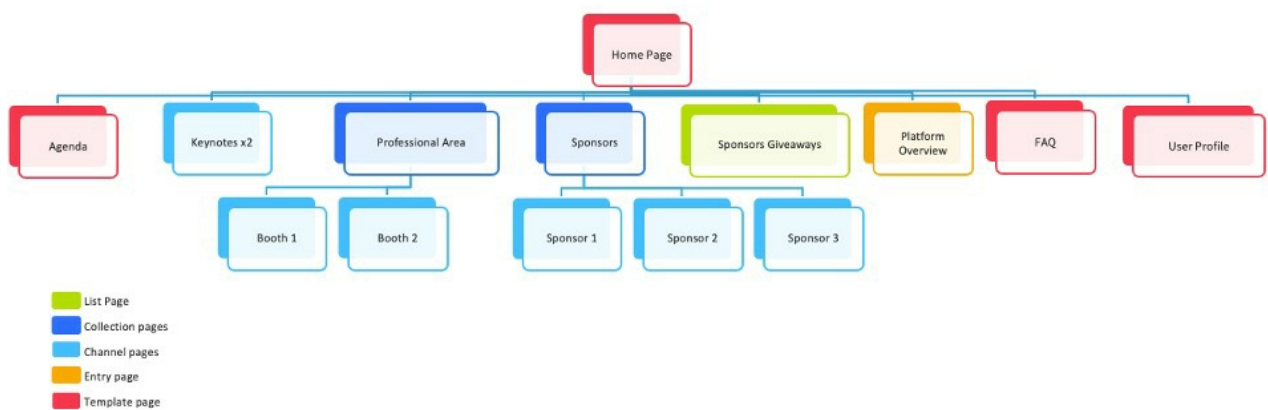 Home Page
Agenda
Keynotes x2
Professional Area
Sponsors
Sponsors Giveaways
Platform
Overview
FAQ
User Profile
Booth 1
Booth 2
Sponsor 1
Sponsor 2
Sponsor 3
List Page
Collection pages
Channel pages
Entry page
Template page